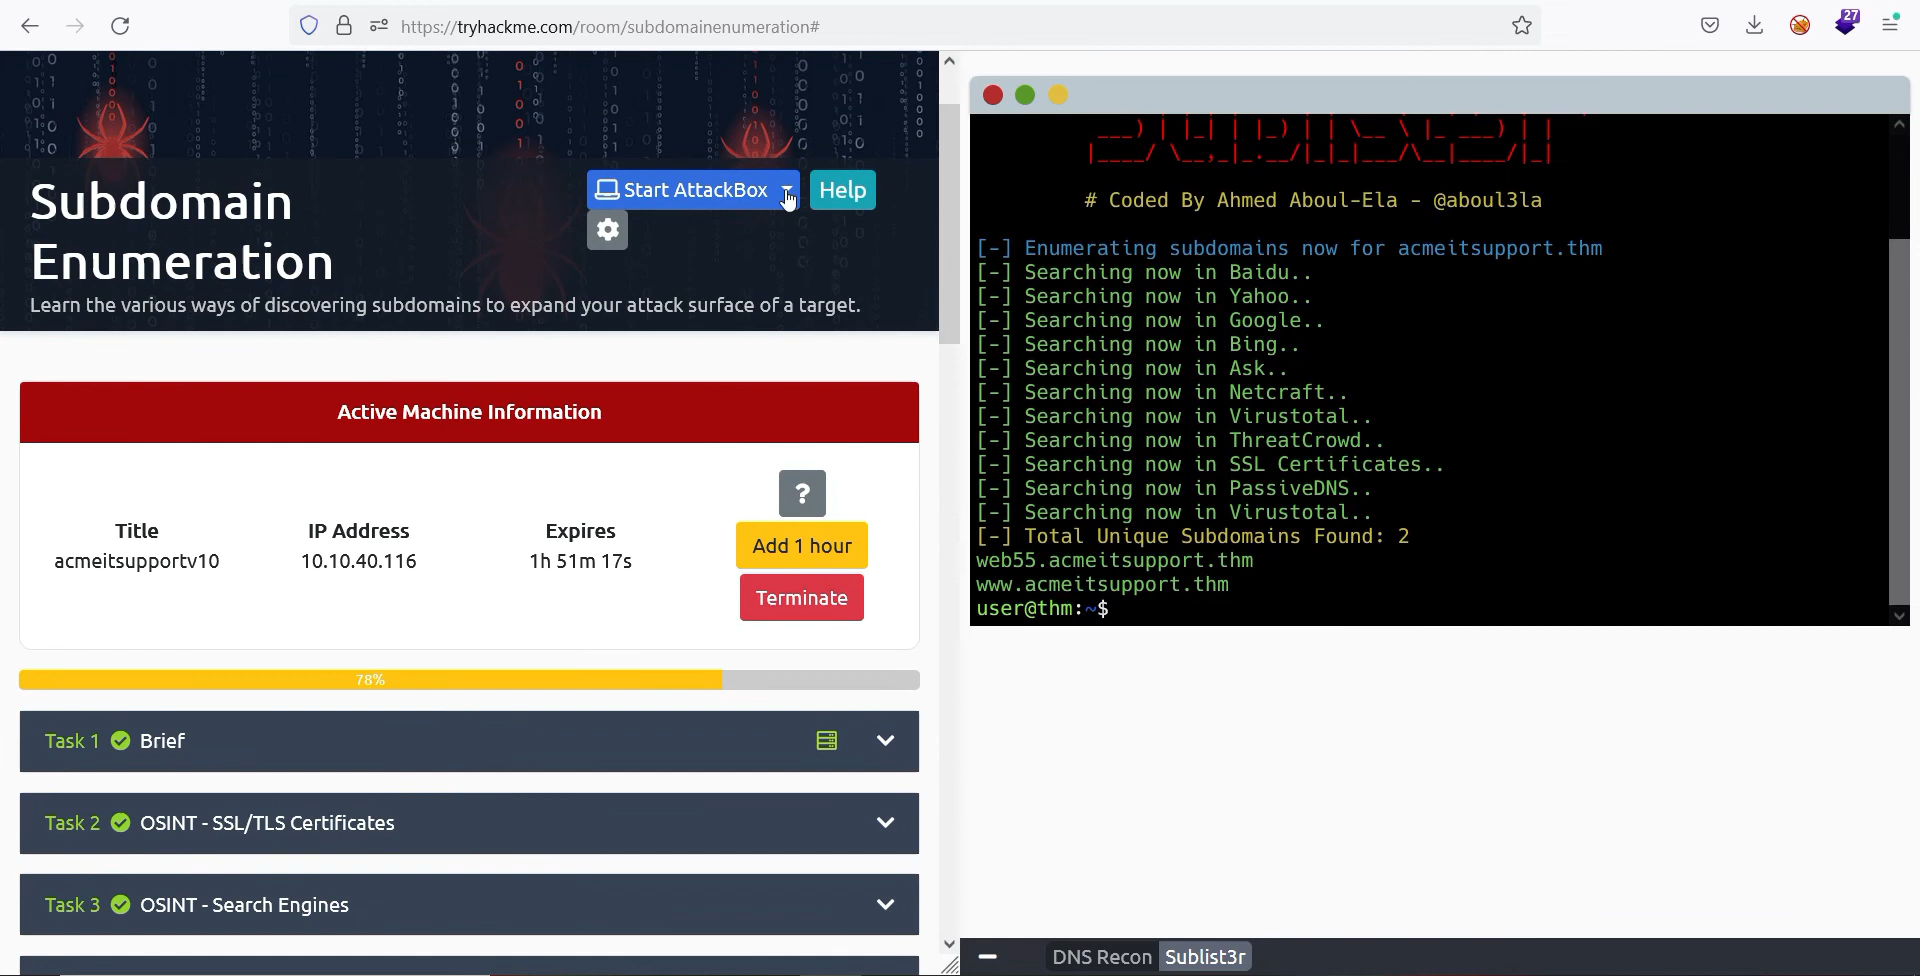 https://tryhackme.com/room/subdomainenumeration#
27
Subdomain
Enumeration
Start AttackBox
Help
Learn the various ways of discovering subdomains to expand your attack surface of a target.
Active Machine Information
Title
IP Address
Expires
?
acmeitsupportv10
10.10.40.116
1h 51m 17s
Add 1 hour
Terminate
78%
Task 1 Brief
Task 2 OSINT - SSL/TLS Certificates
Task 3 OSINT - Search Engines
# Coded By Ahmed Aboul-Ela - @aboul3la
[-] Enumerating subdomains now for acmeitsupport.thm
[-] Searching now in Baidu..
[-] Searching now in Yahoo..
[-] Searching now in Google..
[-] Searching now in Bing..
[-] Searching now in Ask..
[-] Searching now in Netcraft..
[-] Searching now in Virustotal..
[-] Searching now in ThreatCrowd..
[-] Searching now in SSL Certificates..
[-] Searching now in PassiveDNS..
[-] Searching now in Virustotal..
[-] Total Unique Subdomains Found: 2
web55.acmeitsupport.thm
www.acmeitsupport.thm
user@thm:~$
DNS Recon Sublist3r